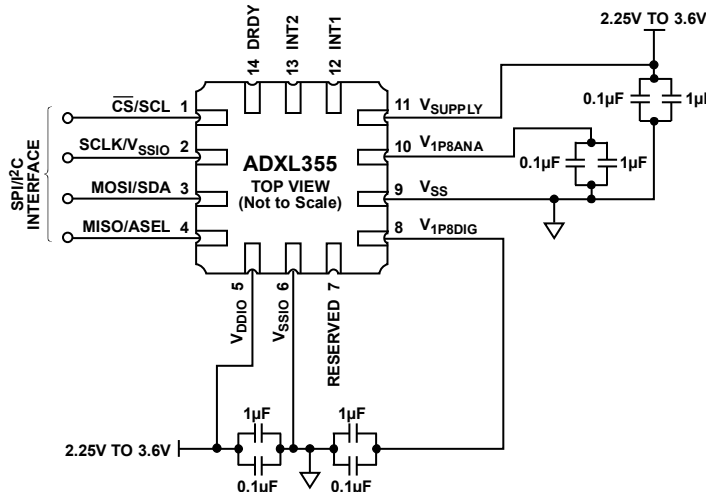 2.25V TO 3.6V
14 DRDY
13 INT2
12 INT1
0.1µF
1µF
CS/SCL 1
11 VSUPPLY
SCLK/VSSIO 2
10 V1P8ANA
0.1µF
1µF
SPI/I2C
INTERFACE
ADXL355
TOP VIEW
(Not to Scale)
MOSI/SDA 3
9 VSS
MISO/ASEL 4
8 V1P8DIG
VDDIO 5
VSSIO 6
RESERVED 7
1µF
1µF
2.25V TO 3.6V
0.1µF
0.1µF